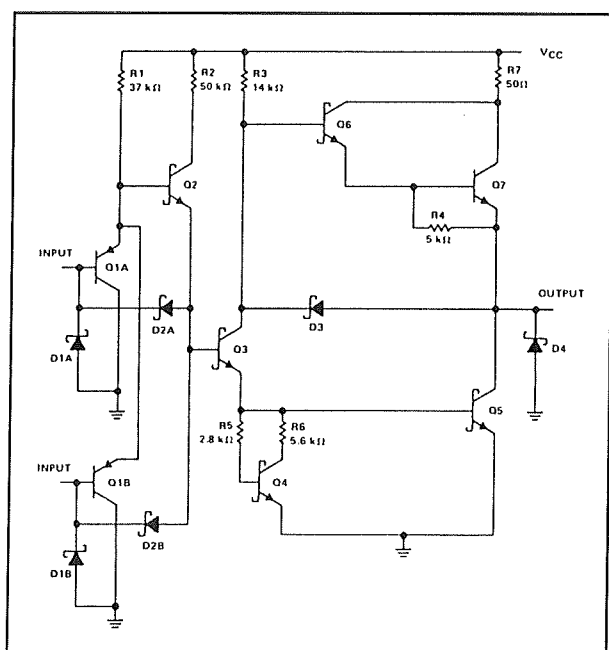 VCC
R1
37 kΩ
R2
50 kΩ
R3
14 kΩ
R7
50Ω
Q6
Q2
Q7
R4
5 kΩ
INPUT
Q1A
OUTPUT
D2A
D3
D1A
Q3
D4
R5
2.8 kΩ
R6
5.6 kΩ
Q5
INPUT
Q1B
Q4
D2B
D1B